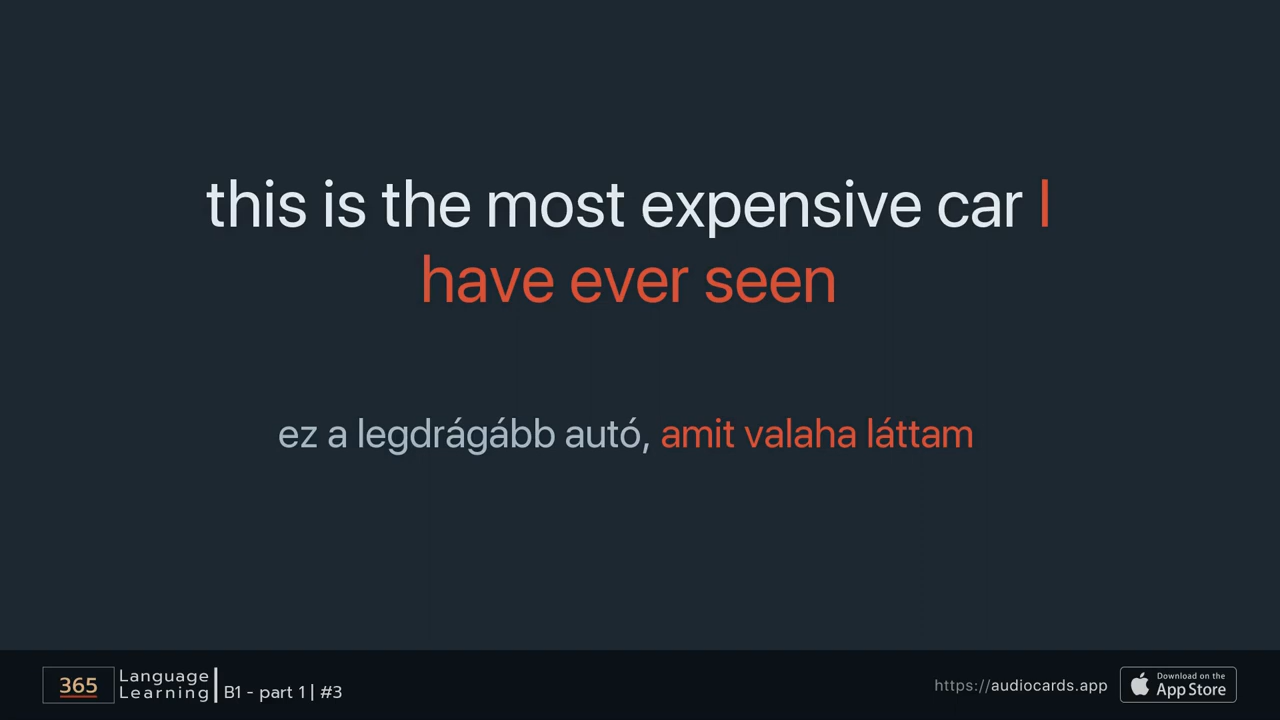 this is the most expensive car I
have ever seen
ez a legdrágább autó, amit valaha láttam
365
Language
Learning
B1 - part 1 | #3
https://audiocards.app
Download on the
App Store